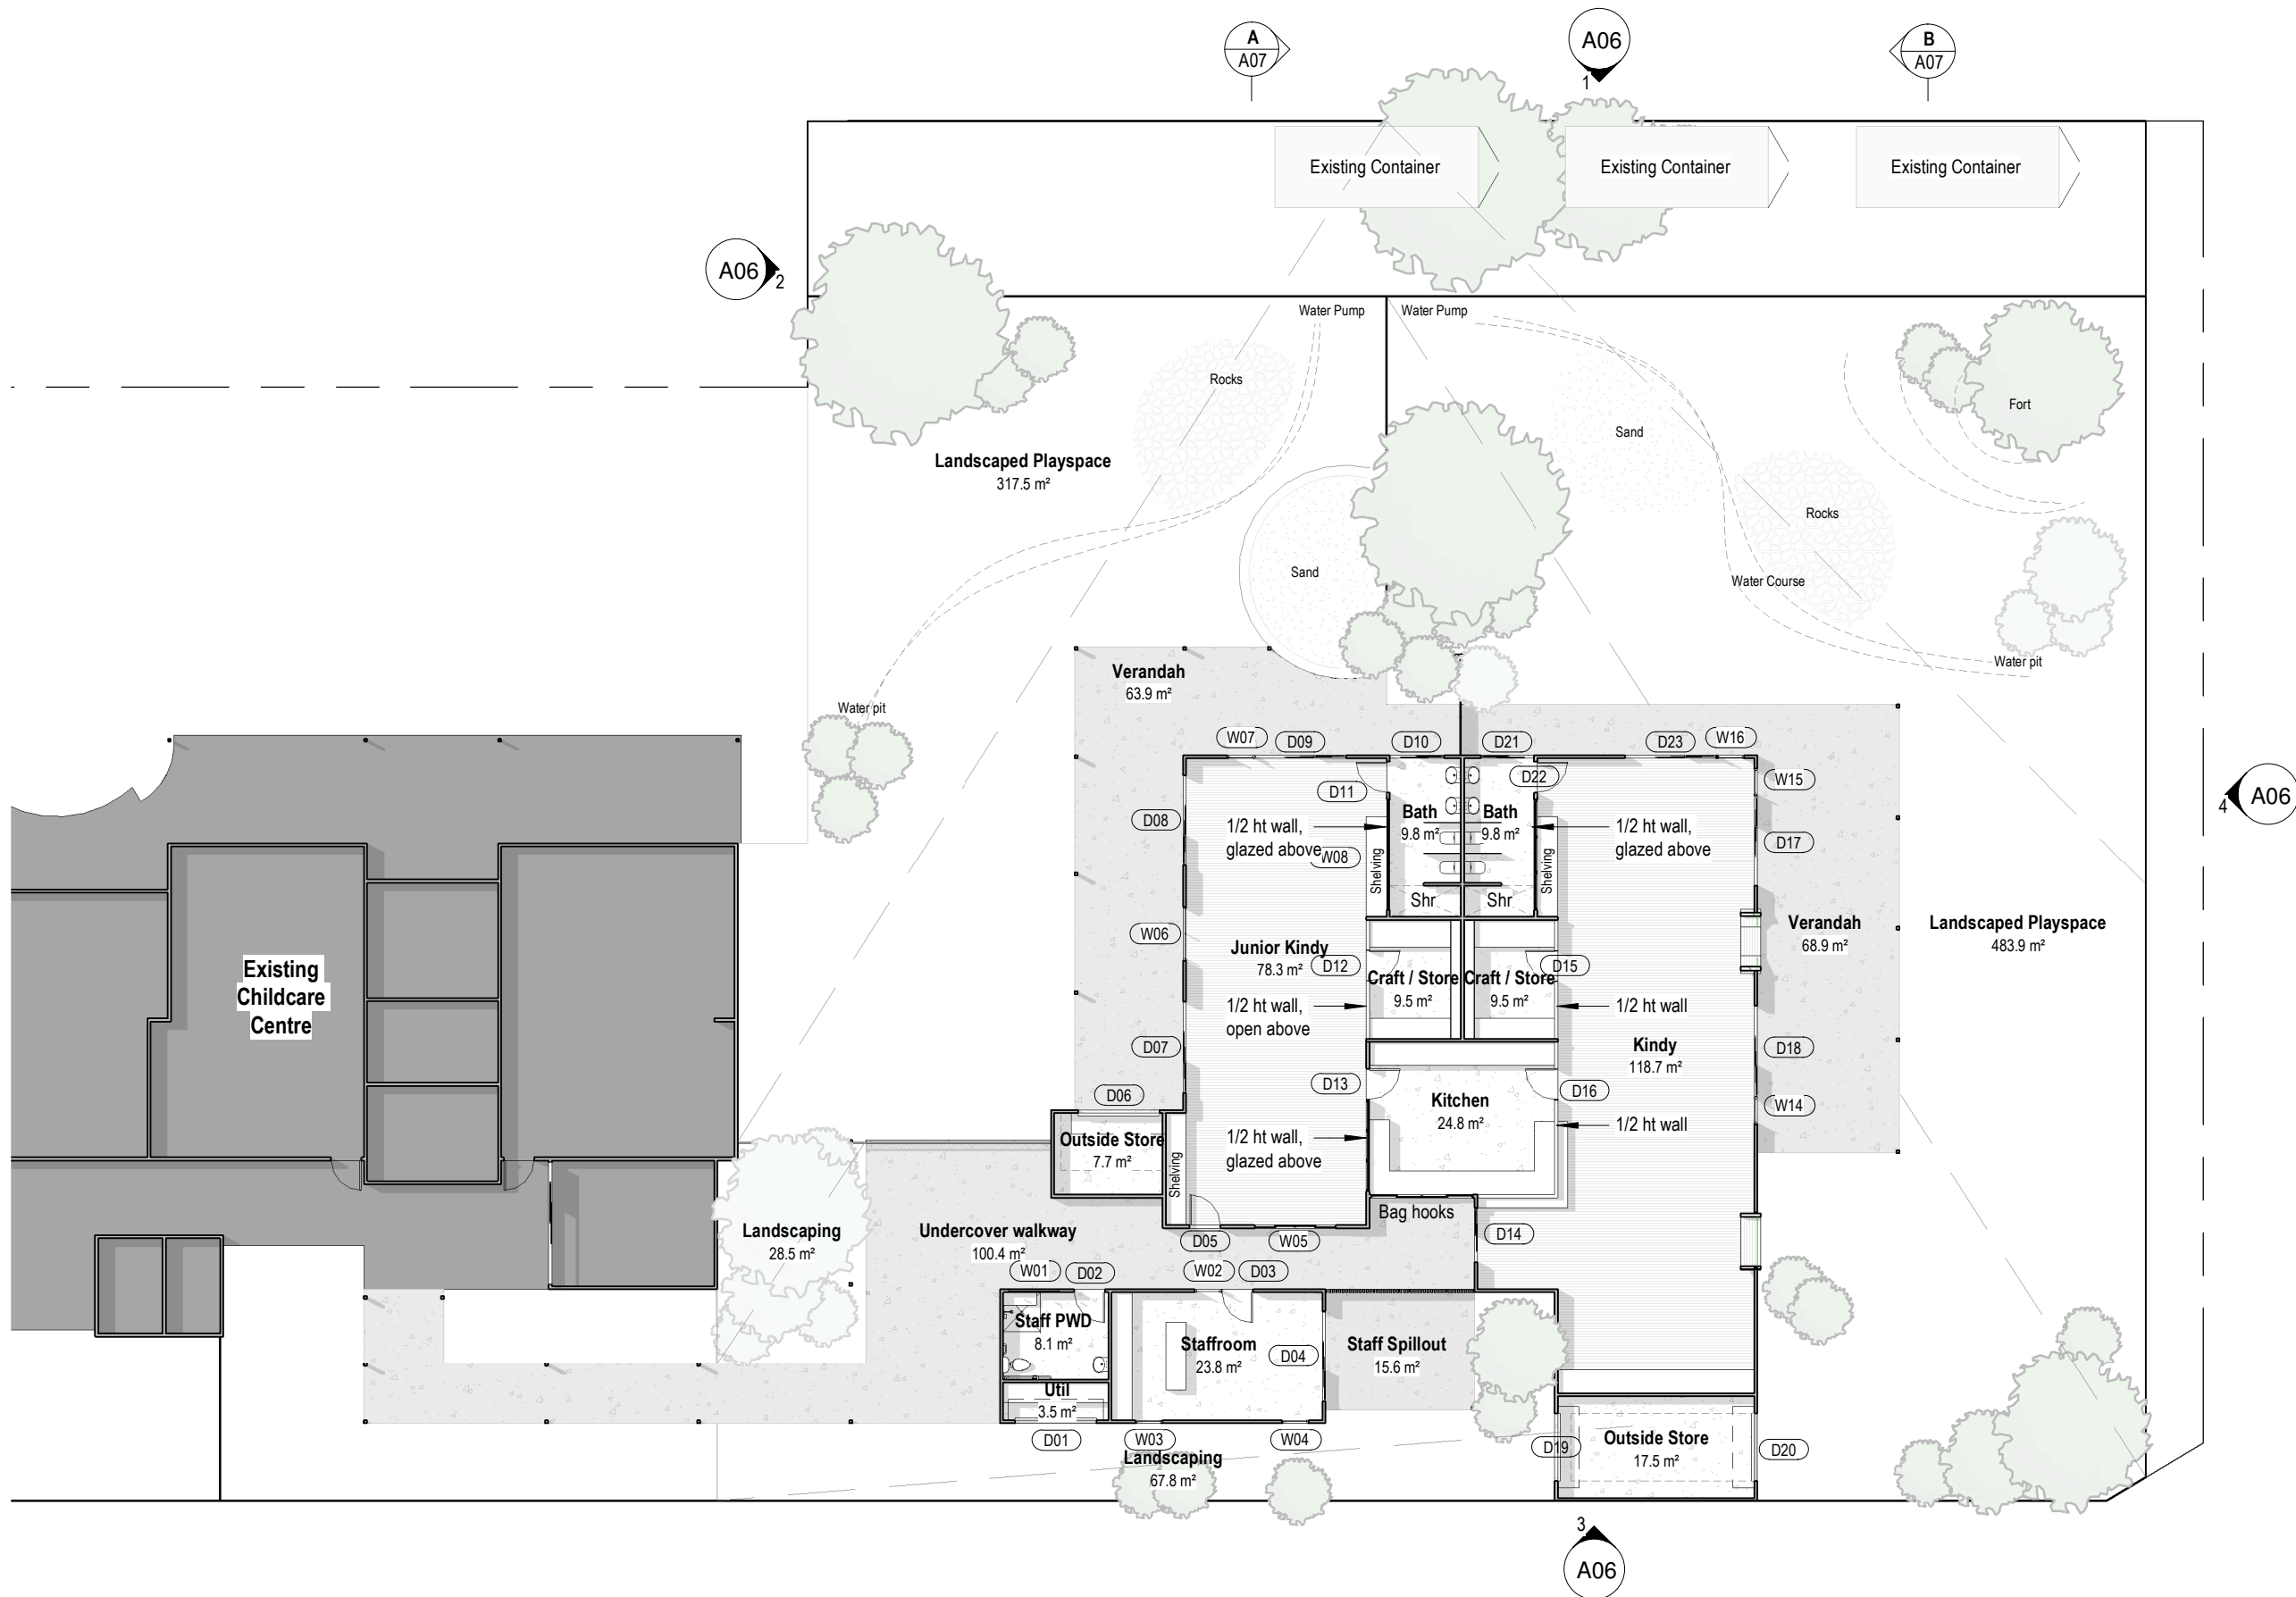 A
A07
A06
1
B
A07
Existing Container
Existing Container
Existing Container
A06
2
Water Pump
Water Pump
Rocks
Fort
Sand
Landscaped Playspace
317.5 m²
Rocks
Sand
Water Course
Water pit
Verandah
63.9 m²
Water pit
W07
D09
D10
D21
D23
W16
D11
D22
W15
A06
4
D08
Bath
9.8 m²
Bath
9.8 m²
1/2 ht wall,
glazed above
W08
1/2 ht wall,
glazed above
D17
Shelving
Shelving
Shr
Shr
W06
Junior Kindy
78.3 m²
D12
Craft / Store
9.5 m²
Craft / Store
9.5 m²
D15
Verandah
68.9 m²
Landscaped Playspace
483.9 m²
Existing
Childcare
Centre
1/2 ht wall,
open above
1/2 ht wall
D07
Kindy
118.7 m²
D18
D13
D16
D06
Kitchen
24.8 m²
W14
Outside Store
7.7 m²
1/2 ht wall,
glazed above
1/2 ht wall
Shelving
Bag hooks
Landscaping
28.5 m²
Undercover walkway
100.4 m²
D05
W05
D14
W01
D02
W02
D03
Staff PWD
8.1 m²
Staffroom
23.8 m²
D04
Staff Spillout
15.6 m²
Util
3.5 m²
D01
W03
W04
D19
Outside Store
17.5 m²
D20
Landscaping
67.8 m²
3
A06